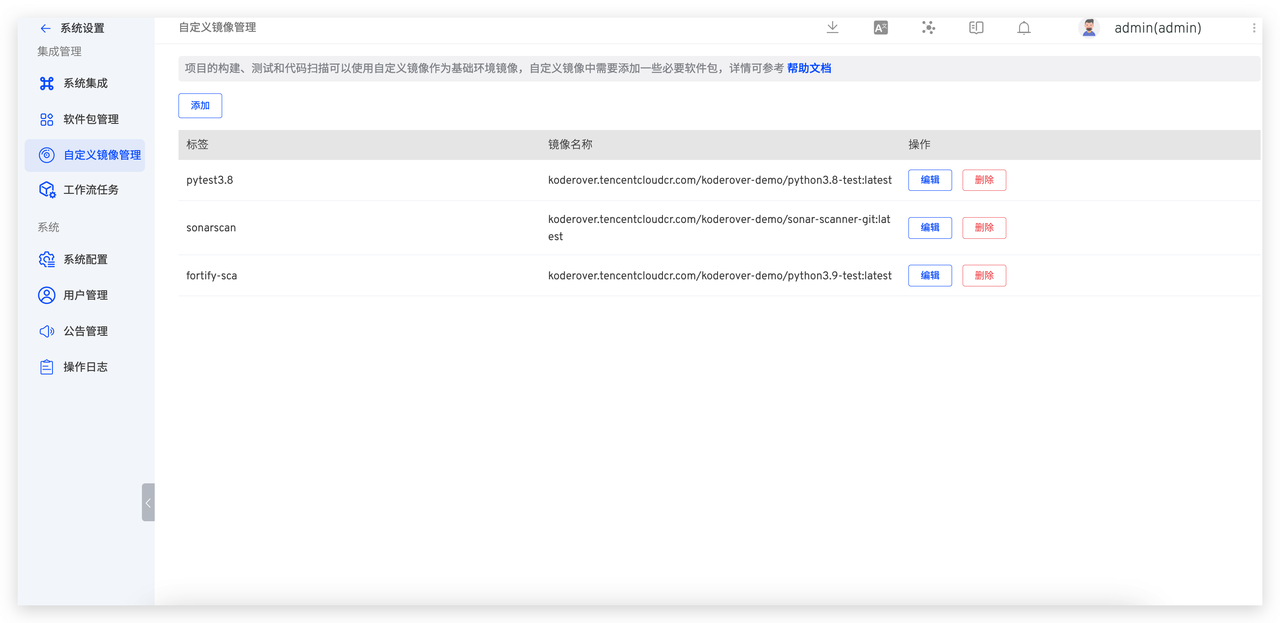 系统设置
集成管理
系统集成
软件包管理
自定义镜像管理
工作流任务
系统
系统配置
用户管理
公告管理
操作日志
自定义镜像管理
admin(admin)
项目的构建、测试和代码扫描可以使用自定义镜像作为基础环境镜像，自定义镜像中需要添加一些必要软件包，详情可参考 帮助文档
添加
标签 镜像名称 操作
pytest3.8 koderover.tencentcloudcr.com/koderover-demo/python3.8-test:latest 编辑 删除
sonarscan koderover.tencentcloudcr.com/koderover-demo/sonar-scanner-git:lat
est 编辑 删除
fortify-sca koderover.tencentcloudcr.com/koderover-demo/python3.9-test:latest 编辑 删除